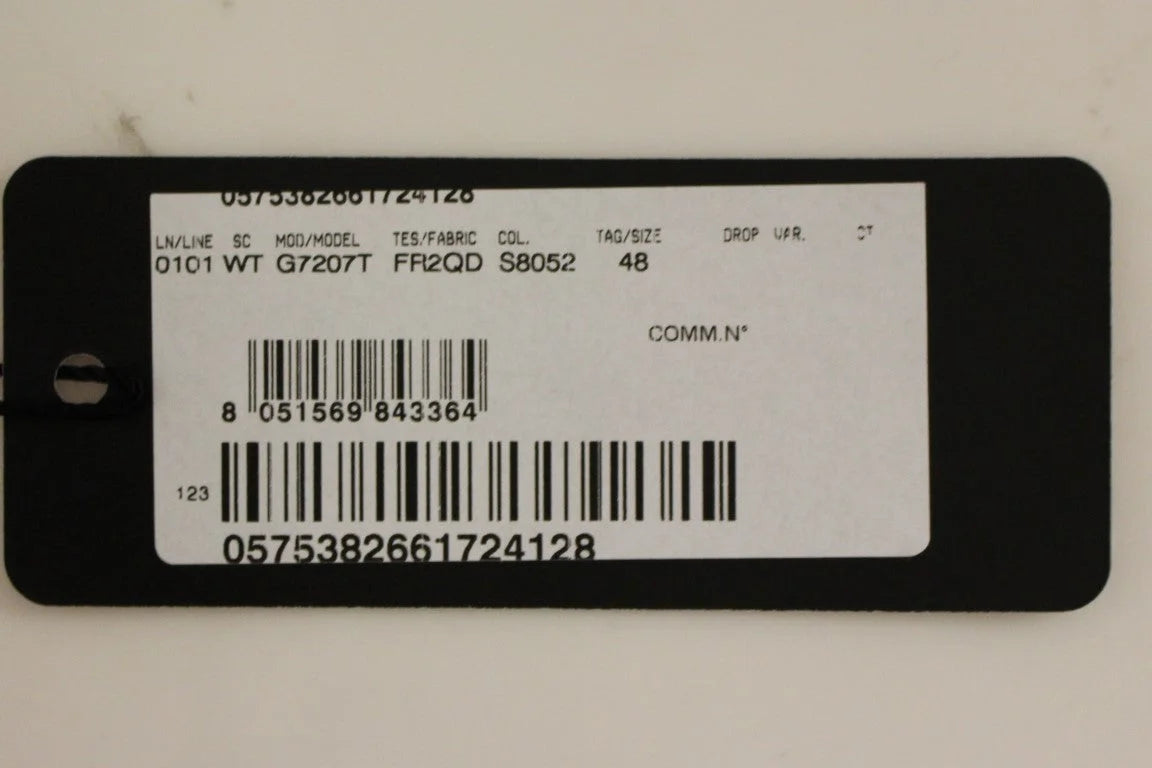 0575382661724128
LN/LINE SC MOD/MODEL TES/FABRIC COL. TAG/SIZE DROP VAR. CT
0101 WT G7207T FR2QD S8052 48
COMM.N°
8 051569 843364
123
0575382661724128